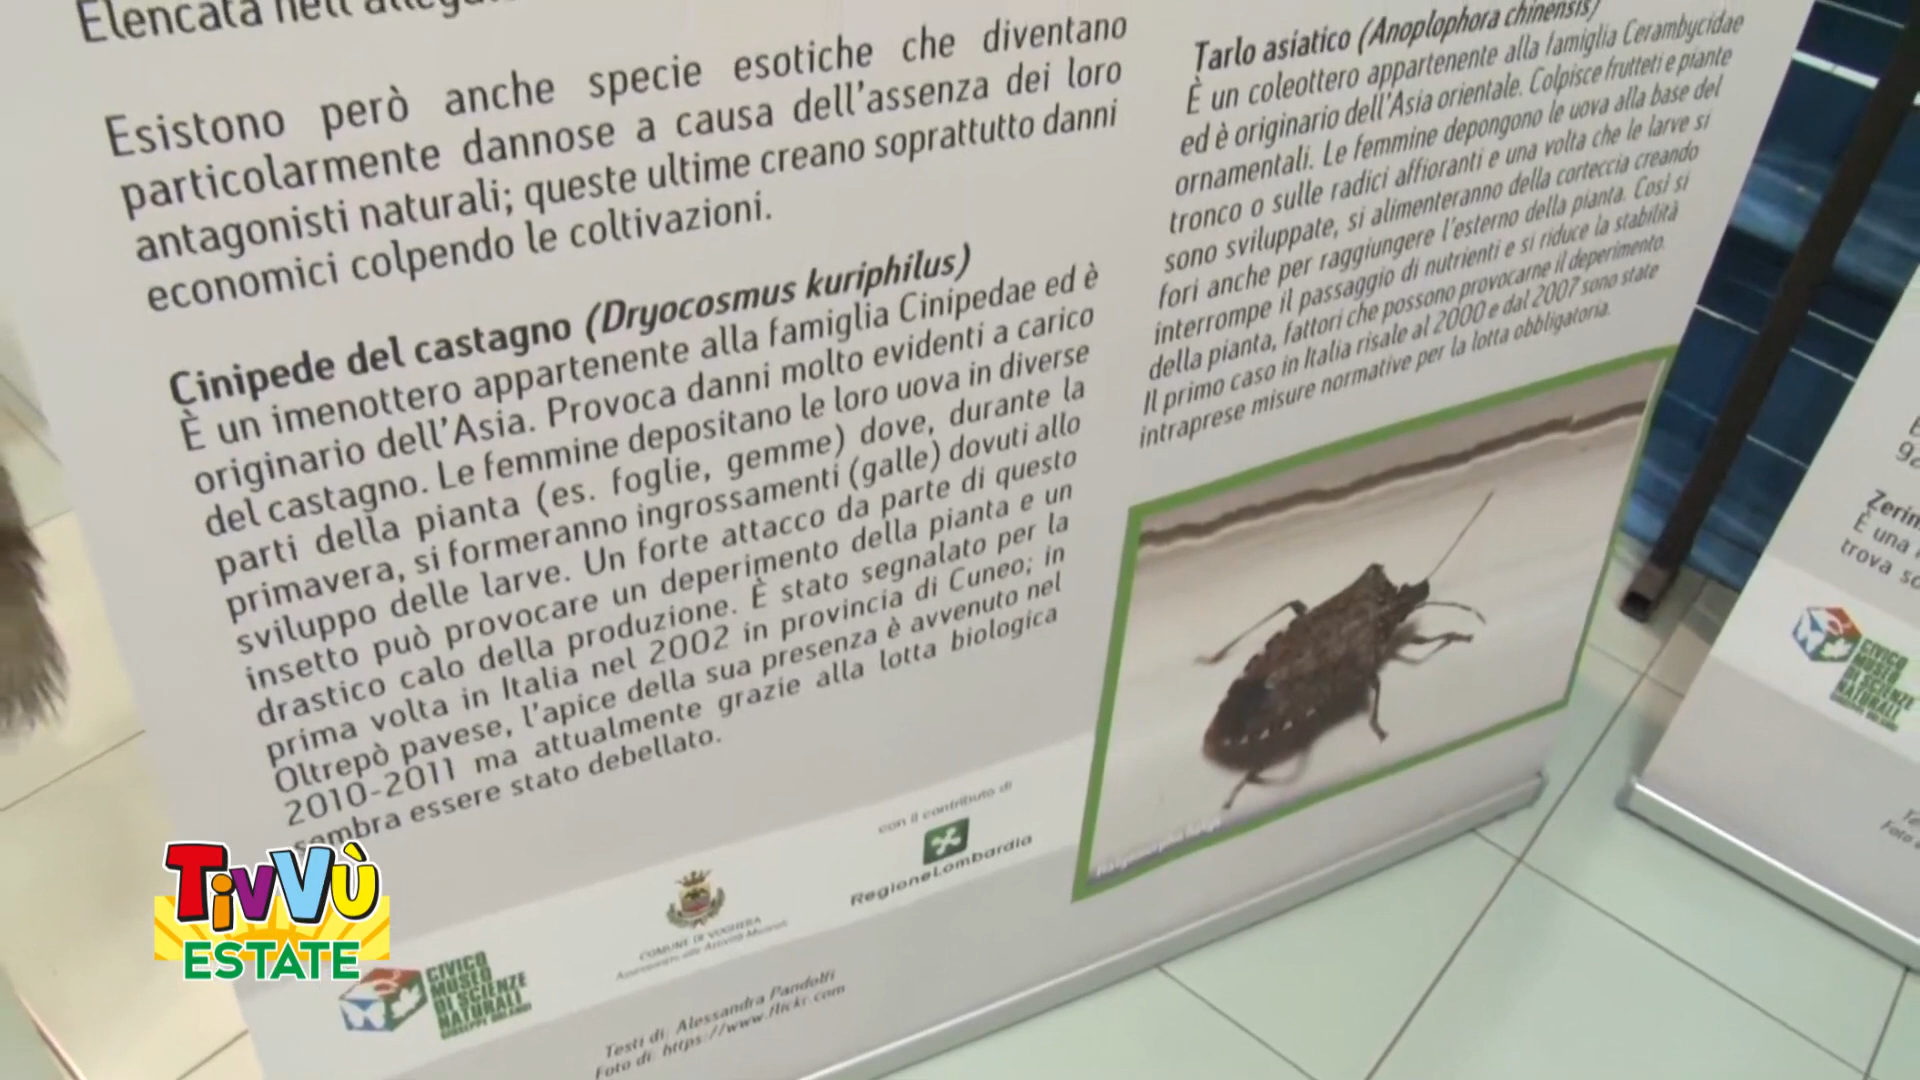 Elencata nell'allega
Esistono però anche specie esotiche che diventano
particolarmente dannose a causa dell'assenza dei loro
antagonisti naturali; queste ultime creano soprattutto danni
economici colpendo le coltivazioni.
Cinipede del castagno (Dryocosmus kuriphilus)
È un imenottero appartenente alla famiglia Cinipedae ed è
originario dell'Asia. Provoca danni molto evidenti a carico
del castagno. Le femmine depositano le loro uova in diverse
parti della pianta (es. foglie, gemme) dove, durante la
primavera, si formeranno ingrossamenti (galle) dovuti allo
sviluppo delle larve. Un forte attacco da parte di questo
insetto può provocare un deperimento della pianta e un
drastico calo della produzione. È stato segnalato per la
prima volta in Italia nel 2002 in provincia di Cuneo; in
Oltrepò pavese, l'apice della sua presenza è avvenuto nel
2010-2011 ma attualmente grazie alla lotta biologica
sembra essere stato debellato.
Tarlo asiatico (Anoplophora chinensis)
È un coleottero appartenente alla famiglia Cerambycidae
ed è originario dell'Asia orientale. Colpisce frutteti e piante
ornamentali. Le femmine depongono le uova alla base del
tronco o sulle radici affioranti e una volta che le larve si
sono sviluppate, si alimenteranno della corteccia creando
fori anche per raggiungere l'esterno della pianta. Così si
interrompe il passaggio di nutrienti e si riduce la stabilità
della pianta, fattori che possono provocarne il deperimento.
Il primo caso in Italia risale al 2000 e dal 2007 sono state
intraprese misure normative per la lotta obbligatoria.
con il contributo di
RegioneLombardia
COMUNE DI VOGHERA
CIVICO
MUSEO
DI SCIENZE
NATURALI
Testi di: Alessandra Pandolfi
Foto di: https://www.flickr.com
TivVù
ESTATE
Zerin
È una
trova so
CIVICO
MUSEO
DI SCIENZE
NATURALI